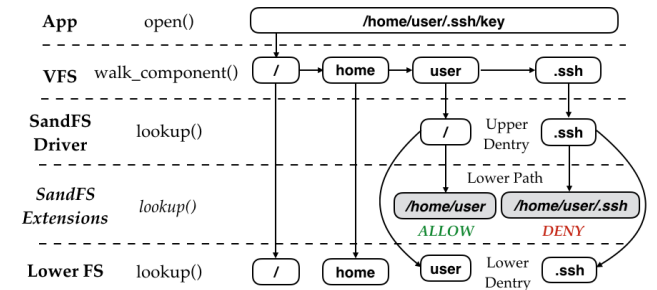 App open() /home/user/.ssh/key
VFS walk_component() / home user .ssh
SandFS Driver lookup() / Upper Dentry .ssh
Lower Path
SandFS Extensions lookup() /home/user /home/user/.ssh
ALLOW DENY
Lower FS lookup() / home user Lower Dentry .ssh